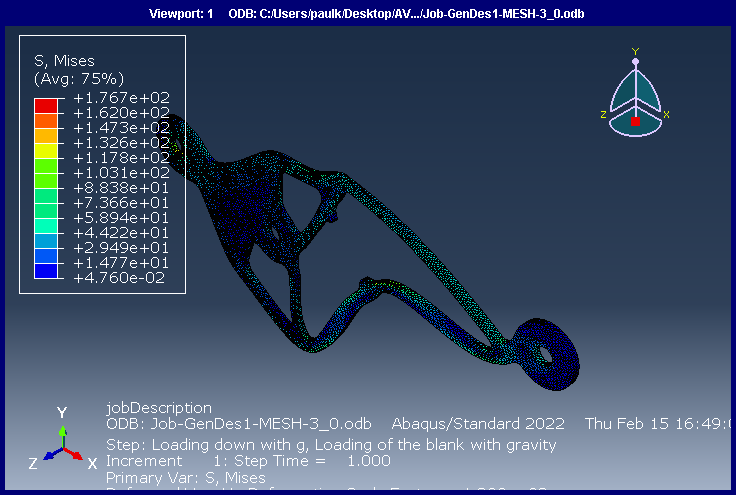 Viewport: 1 ODB: C:/Users/paulk/Desktop/AV.../Job-GenDes1-MESH-3_0.odb
S, Mises
(Avg: 75%)
+1.767e+02
+1.620e+02
+1.473e+02
+1.326e+02
+1.178e+02
+1.031e+02
+8.838e+01
+7.366e+01
+5.894e+01
+4.422e+01
+2.949e+01
+1.477e+01
+4.760e-02
Y
Z X
Y
Z X
jobDescription
ODB: Job-GenDes1-MESH-3_0.odb Abaqus/Standard 2022 Thu Feb 15 16:49:
Step: Loading down with g, Loading of the blank with gravity
Increment 1: Step Time = 1.000
Primary Var: S, Mises